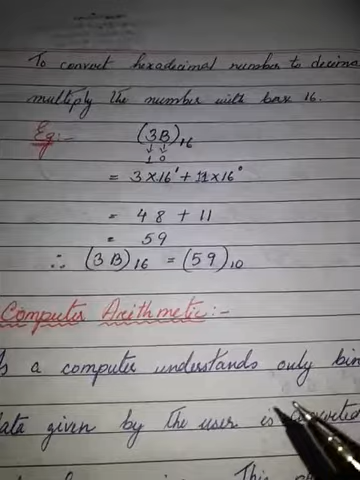 To convert hexadecimal number to decima
multiply the number with base 16.
Eg:- (3B)16
↓ ↓
1 0
= 3×16¹ + 11×16⁰
= 48 + 11
= 59
∴ (3B)16 = (59)10
Computer Arithmetic:-
As a computer understands only bin
data given by the user is